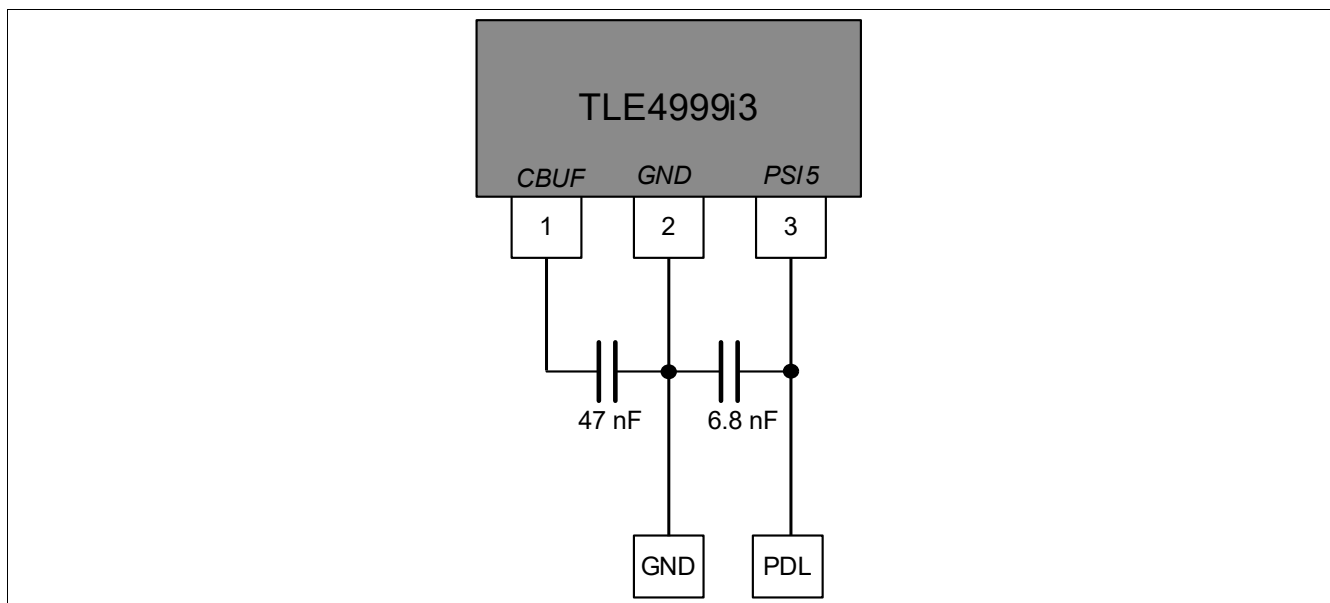 TLE4999i3
CBUF GND PSI5
1 2 3
47 nF 6.8 nF
GND PDL